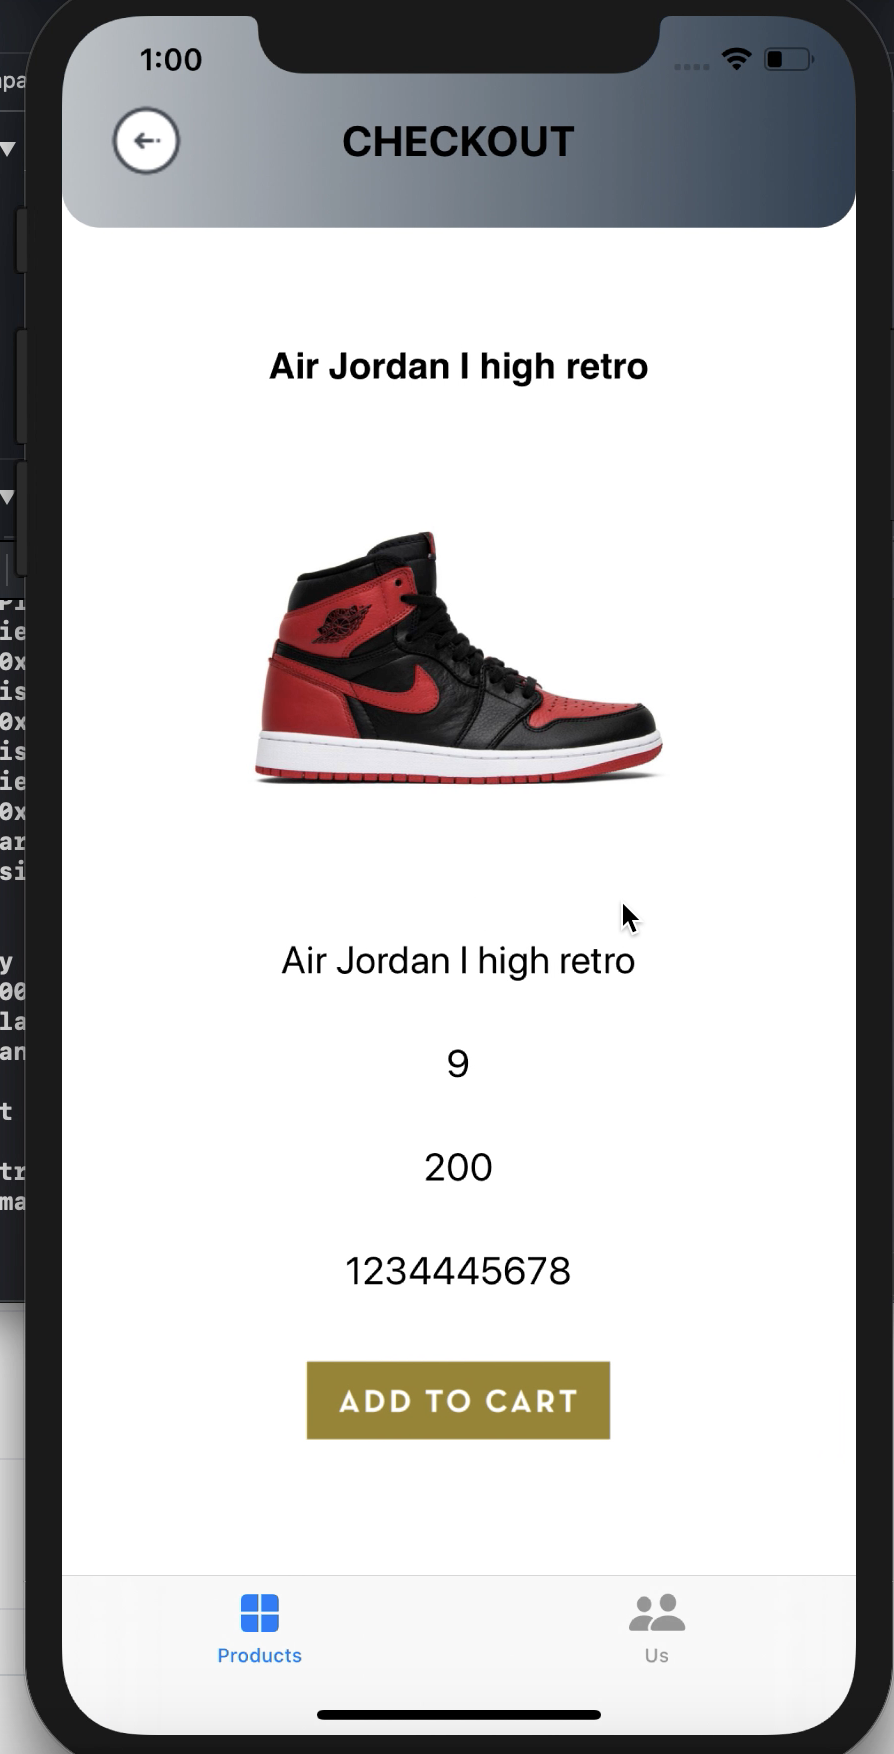 1:00
CHECKOUT
Air Jordan I high retro
Air Jordan I high retro
9
200
1234445678
ADD TO CART
Products
Us